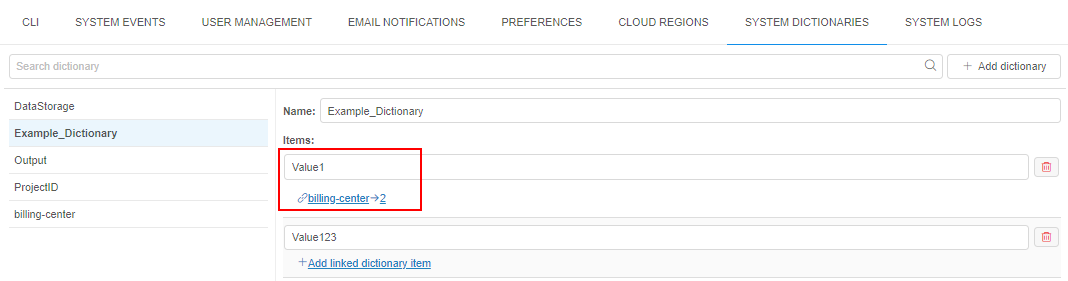 CLI SYSTEM EVENTS USER MANAGEMENT EMAIL NOTIFICATIONS PREFERENCES CLOUD REGIONS SYSTEM DICTIONARIES SYSTEM LOGS
Search dictionary
+ Add dictionary
DataStorage
Example_Dictionary
Output
ProjectID
billing-center
Name: Example_Dictionary
Items:
Value1
billing-center→2
Value123
+Add linked dictionary item